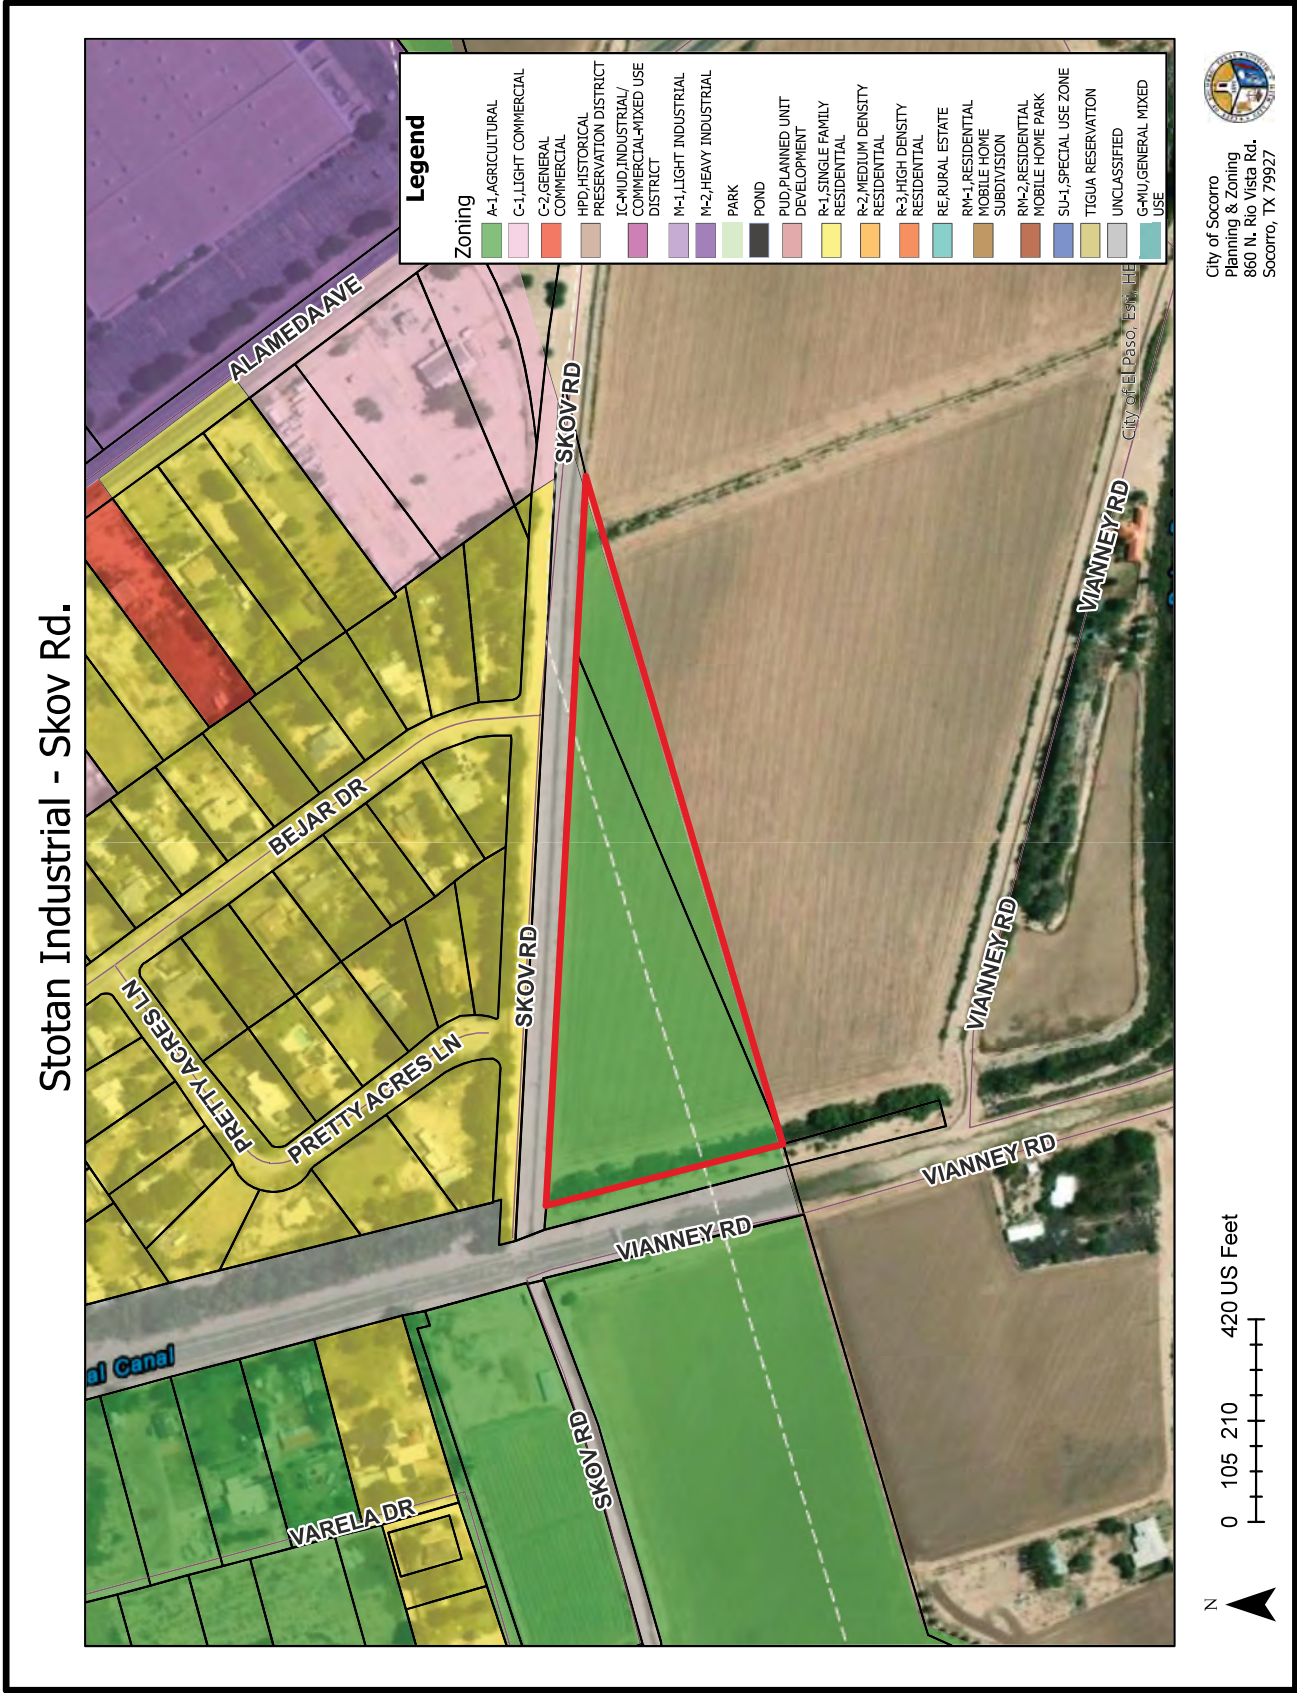 Stotan Industrial - Skov Rd.
ALAMEDA AVE
SKOV RD
BEJAR DR
PRETTY ACRES LN
PRETTY ACRES LN
SKOV RD
VIANNEY RD
VIANNEY RD
VIANNEY RD
VIANNEY RD
al Canal
VARELA DR
SKOV RD
City of El Paso, Esri, HE
Legend
Zoning
A-1,AGRICULTURAL
C-1,LIGHT COMMERCIAL
C-2,GENERAL
COMMERCIAL
HPD,HISTORICAL
PRESERVATION DISTRICT
IC-MUD,INDUSTRIAL/
COMMERCIAL-MIXED USE
DISTRICT
M-1,LIGHT INDUSTRIAL
M-2,HEAVY INDUSTRIAL
PARK
POND
PUD,PLANNED UNIT
DEVELOPMENT
R-1,SINGLE FAMILY
RESIDENTIAL
R-2,MEDIUM DENSITY
RESIDENTIAL
R-3,HIGH DENSITY
RESIDENTIAL
RE,RURAL ESTATE
RM-1,RESIDENTIAL
MOBILE HOME
SUBDIVISION
RM-2,RESIDENTIAL
MOBILE HOME PARK
SU-1,SPECIAL USE ZONE
TIGUA RESERVATION
UNCLASSIFIED
G-MU,GENERAL MIXED
USE
N
0 105 210 420 US Feet
City of Socorro
Planning & Zoning
860 N. Rio Vista Rd.
Socorro, TX 79927